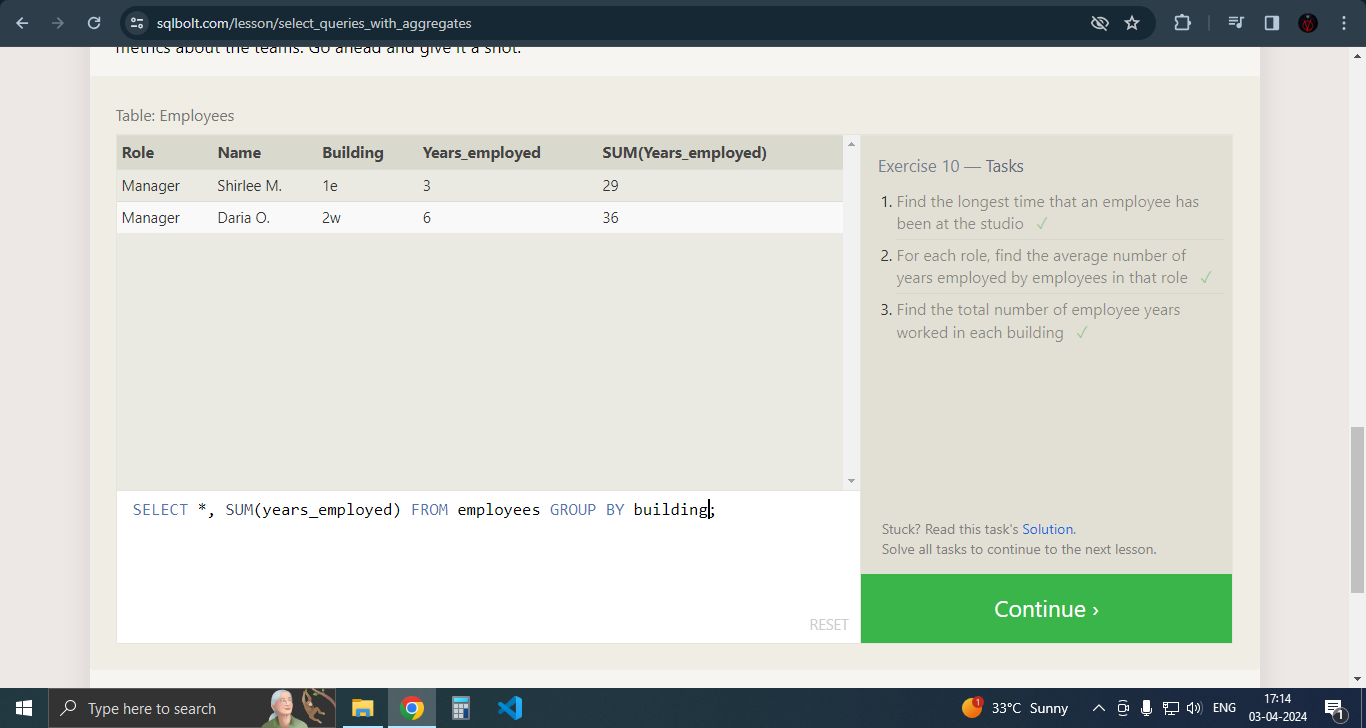 sqlbolt.com/lesson/select_queries_with_aggregates
metrics about the teams. Go ahead and give it a shot.
Table: Employees
Role Name Building Years_employed SUM(Years_employed)
Manager Shirlee M. 1e 3 29
Manager Daria O. 2w 6 36
SELECT *, SUM(years_employed) FROM employees GROUP BY building;
RESET
Exercise 10 — Tasks
1. Find the longest time that an employee has
been at the studio ✓
2. For each role, find the average number of
years employed by employees in that role ✓
3. Find the total number of employee years
worked in each building ✓
Stuck? Read this task's Solution.
Solve all tasks to continue to the next lesson.
Continue ›
Type here to search
1
33°C Sunny
ENG
17:14
03-04-2024
1